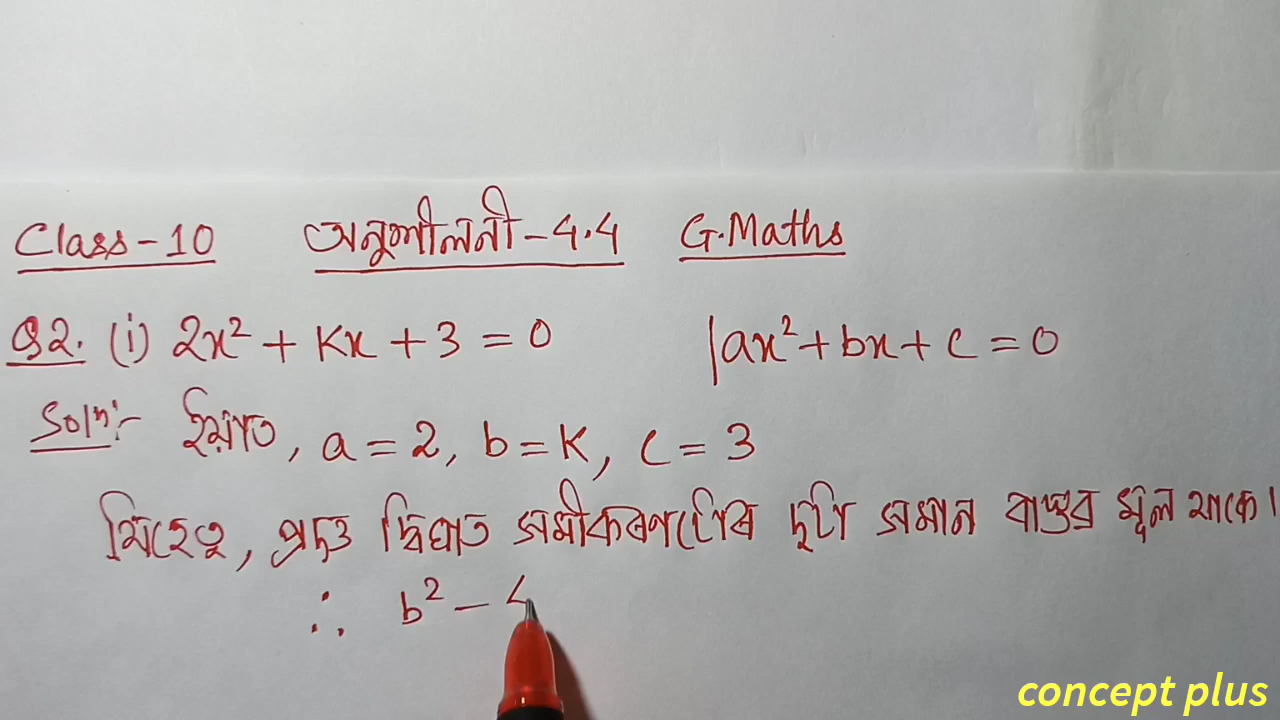 Class-10 অনুশীলনী-4.4 G.Maths
Q2. (i) 2x² + Kx + 3 = 0 |ax² + bx + c = 0
Solⁿ:- ইয়াত, a = 2, b = K, c = 3
যিহেতু, প্ৰদত্ত দ্বিঘাত সমীকৰণটোৰ দুটা সমান বাস্তৱ মূল থাকে।
∴ b² - 4
concept plus